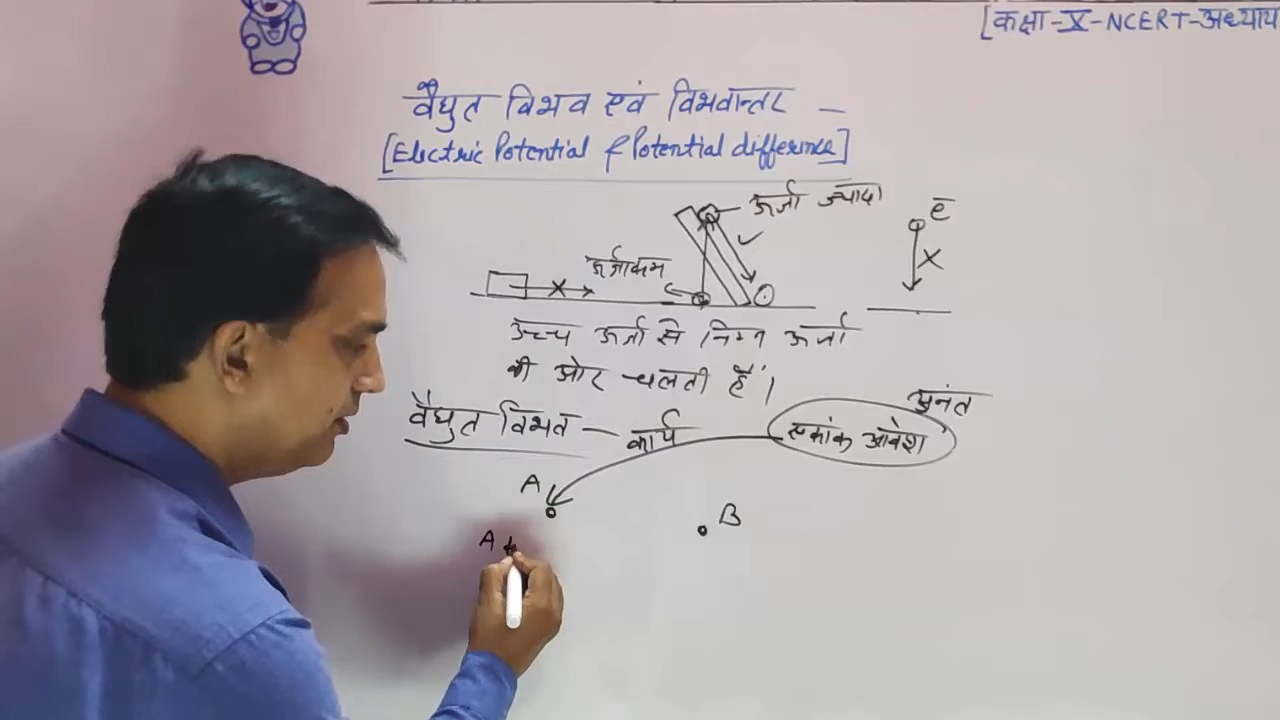 [कक्षा-X-NCERT-अध्याय
वैद्युत विभव एवं विभवान्तर –
[Electric Potential & Potential difference]
ऊर्जा ज्यादा
e̅
ऊर्जा कम
उच्च ऊर्जा से निम्न ऊर्जा
की ओर चलती हैं।
अनंत
वैद्युत विभव – कार्य एकांक आवेश
A
B
A